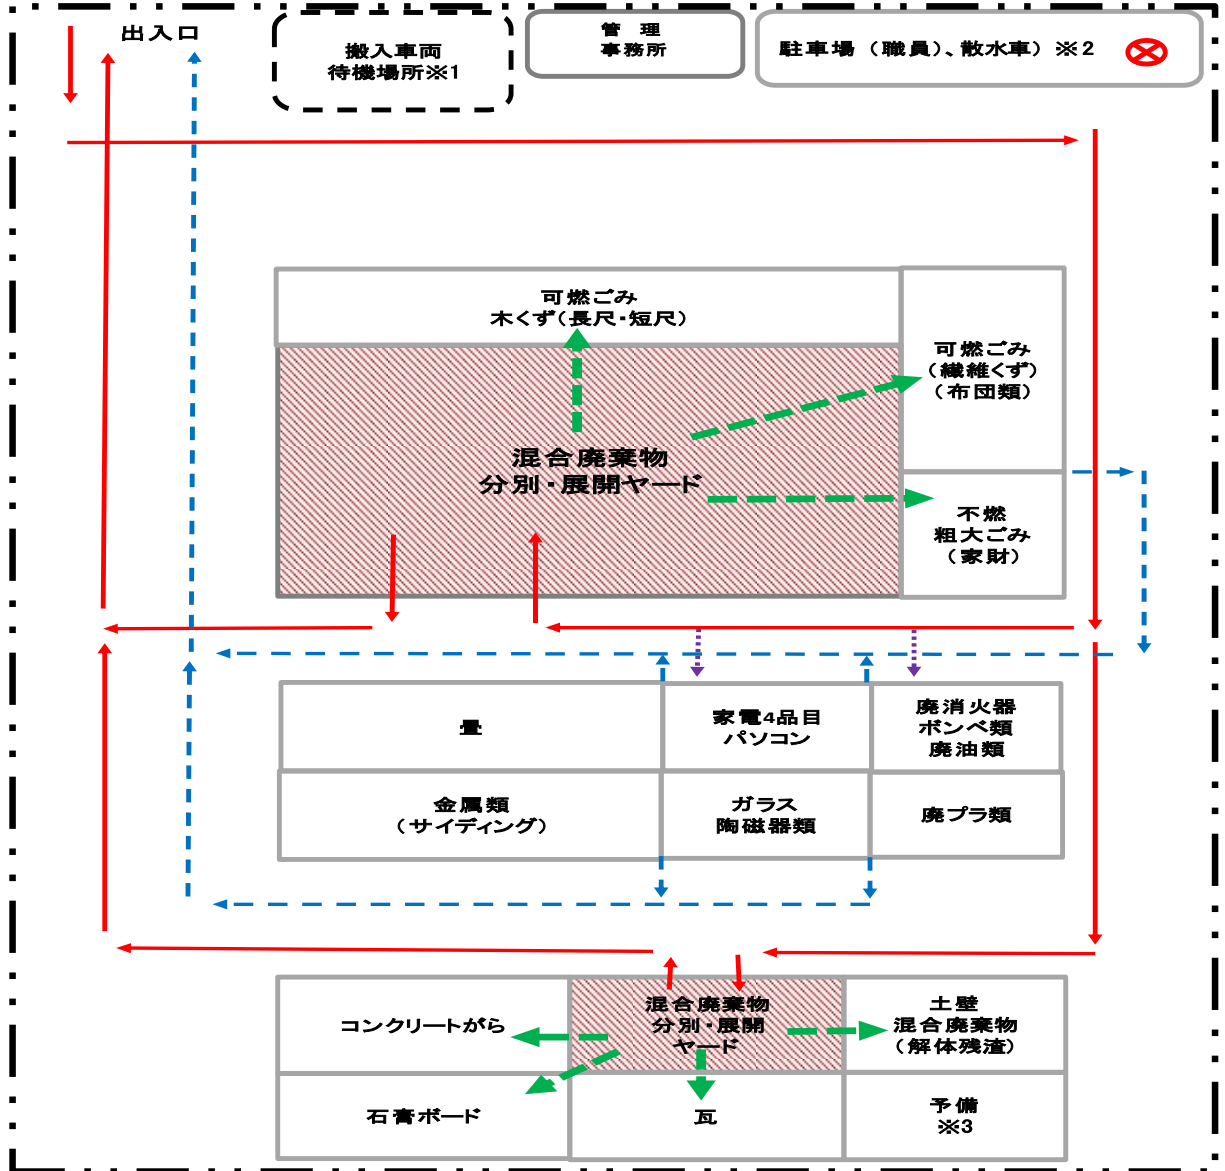 出入口
搬入車両
待機場所※1
管 理
事務所
駐車場（職員）、散水車）※2
可燃ごみ
木くず（長尺・短尺）
可燃ごみ
（繊維くず）
（布団類）
混合廃棄物
分別・展開ヤード
不燃
粗大ごみ
（家財）
畳
家電4品目
パソコン
廃消火器
ボンベ類
廃油類
金属類
（サイディング）
ガラス
陶磁器類
廃プラ類
コンクリートがら
混合廃棄物
分別・展開
ヤード
土壁
混合廃棄物
（解体残渣）
石膏ボード
瓦
予備
※3